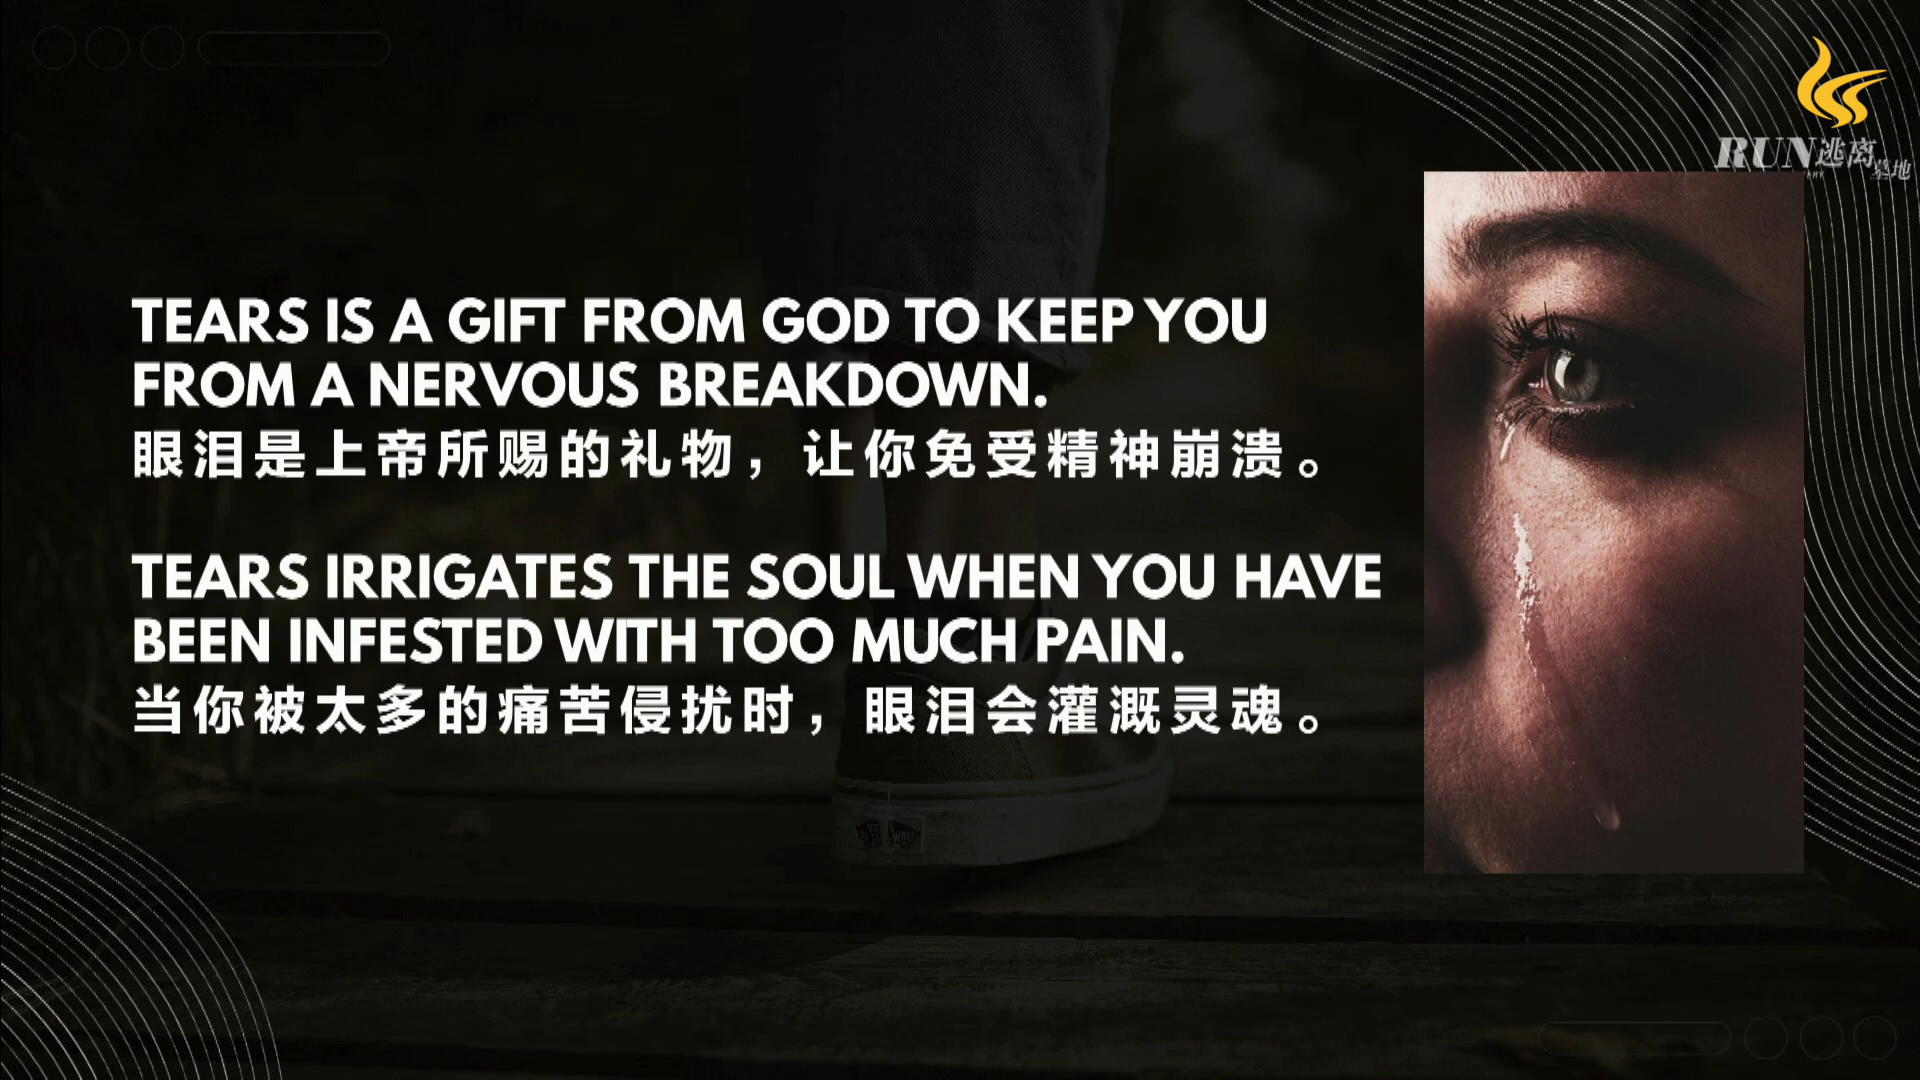 RUN逃离墓地
TEARS IS A GIFT FROM GOD TO KEEP YOU
FROM A NERVOUS BREAKDOWN.
眼泪是上帝所赐的礼物，让你免受精神崩溃。
TEARS IRRIGATES THE SOUL WHEN YOU HAVE
BEEN INFESTED WITH TOO MUCH PAIN.
当你被太多的痛苦侵扰时，眼泪会灌溉灵魂。